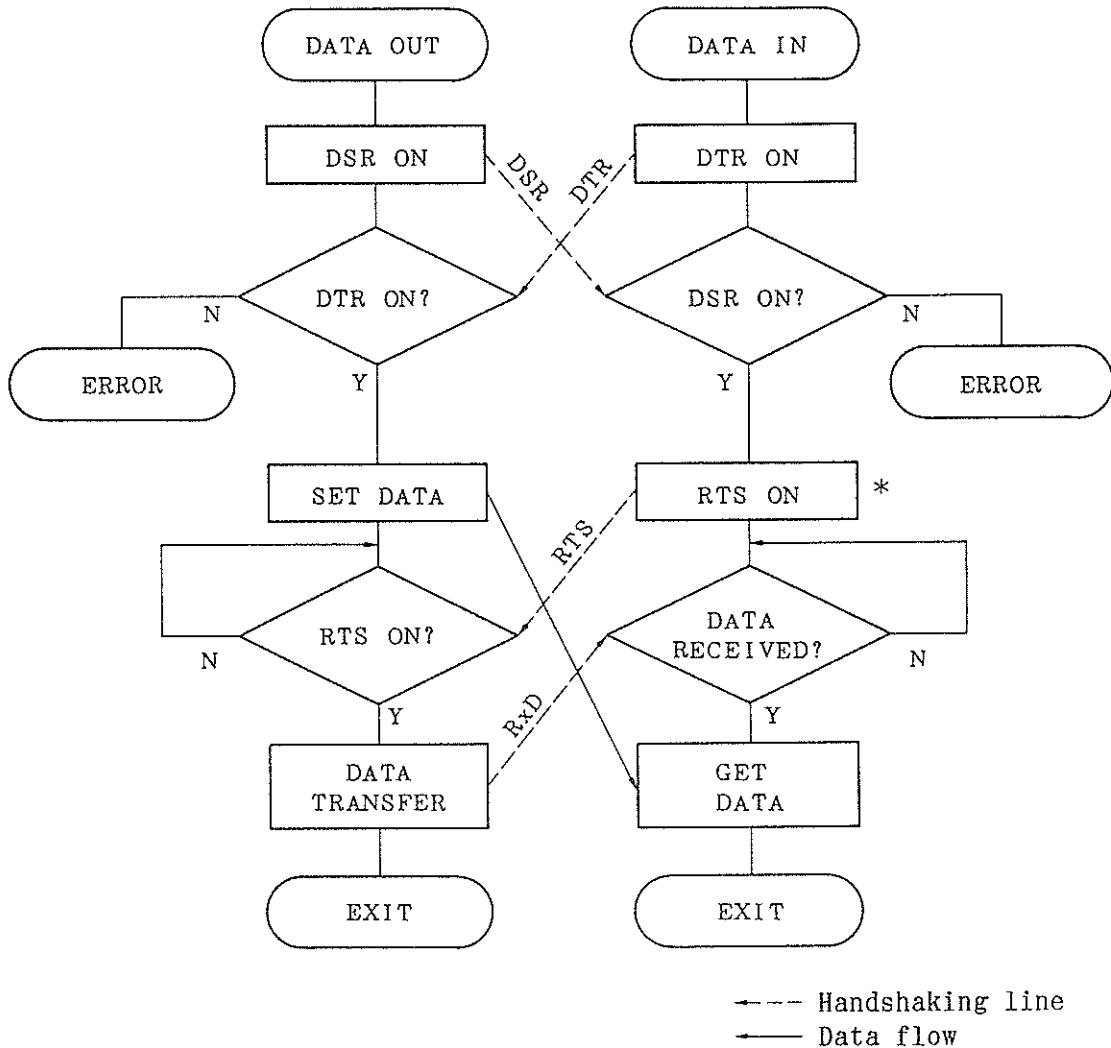 DATA OUT
DATA IN
DSR ON
DTR ON
DSR
DTR
DTR ON?
DSR ON?
N
N
ERROR
Y
Y
ERROR
SET DATA
RTS ON
*
RTS
RTS ON?
DATA
RECEIVED?
N
N
RxD
Y
Y
DATA
TRANSFER
GET
DATA
EXIT
EXIT
Handshaking line
Data flow